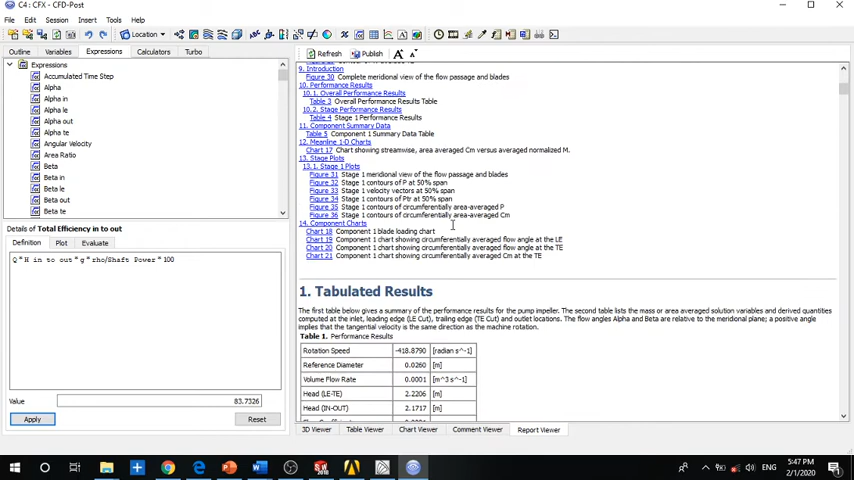 C4 : CFX - CFD-Post
File Edit Session Insert Tools Help
Location
Outline Variables Expressions Calculators Turbo
Expressions
Accumulated Time Step
Alpha
Alpha in
Alpha le
Alpha out
Alpha te
Angular Velocity
Area Ratio
Beta
Beta in
Beta le
Beta out
Beta te
Details of Total Efficiency in to out
Definition Plot Evaluate
Q*H in to out*g*rho/Shaft Power*100
Value 83.7326
Apply Reset
Refresh Publish
9. Introduction
Figure 30 Complete meridional view of the flow passage and blades
10. Performance Results
10.1. Overall Performance Results
Table 3 Overall Performance Results Table
10.2. Stage Performance Results
Table 4 Stage 1 Performance Results
11. Component Summary Data
Table 5 Component 1 Summary Data Table
12. Meanline 1-D Charts
Chart 17 Chart showing streamwise, area averaged Cm versus averaged normalized M.
13. Stage Plots
13.1. Stage 1 Plots
Figure 31 Stage 1 meridional view of the flow passage and blades
Figure 32 Stage 1 contours of P at 50% span
Figure 33 Stage 1 velocity vectors at 50% span
Figure 34 Stage 1 contours of Ptr at 50% span
Figure 35 Stage 1 contours of circumferentially area-averaged P
Figure 36 Stage 1 contours of circumferentially area-averaged Cm
14. Component Charts
Chart 18 Component 1 blade loading chart
Chart 19 Component 1 chart showing circumferentially averaged flow angle at the LE
Chart 20 Component 1 chart showing circumferentially averaged flow angle at the TE
Chart 21 Component 1 chart showing circumferentially averaged Cm at the TE
1. Tabulated Results
The first table below gives a summary of the performance results for the pump impeller. The second table lists the mass or area averaged solution variables and derived quantities
computed at the inlet, leading edge (LE Cut), trailing edge (TE Cut) and outlet locations. The flow angles Alpha and Beta are relative to the meridional plane; a positive angle
implies that the tangential velocity is the same direction as the machine rotation.
Table 1. Performance Results
Rotation Speed -418.8790 [radian s^-1]
Reference Diameter 0.0260 [m]
Volume Flow Rate 0.0001 [m^3 s^-1]
Head (LE-TE) 2.2206 [m]
Head (IN-OUT) 2.1717 [m]
3D Viewer Table Viewer Chart Viewer Comment Viewer Report Viewer
ENG
5:47 PM
2/1/2020